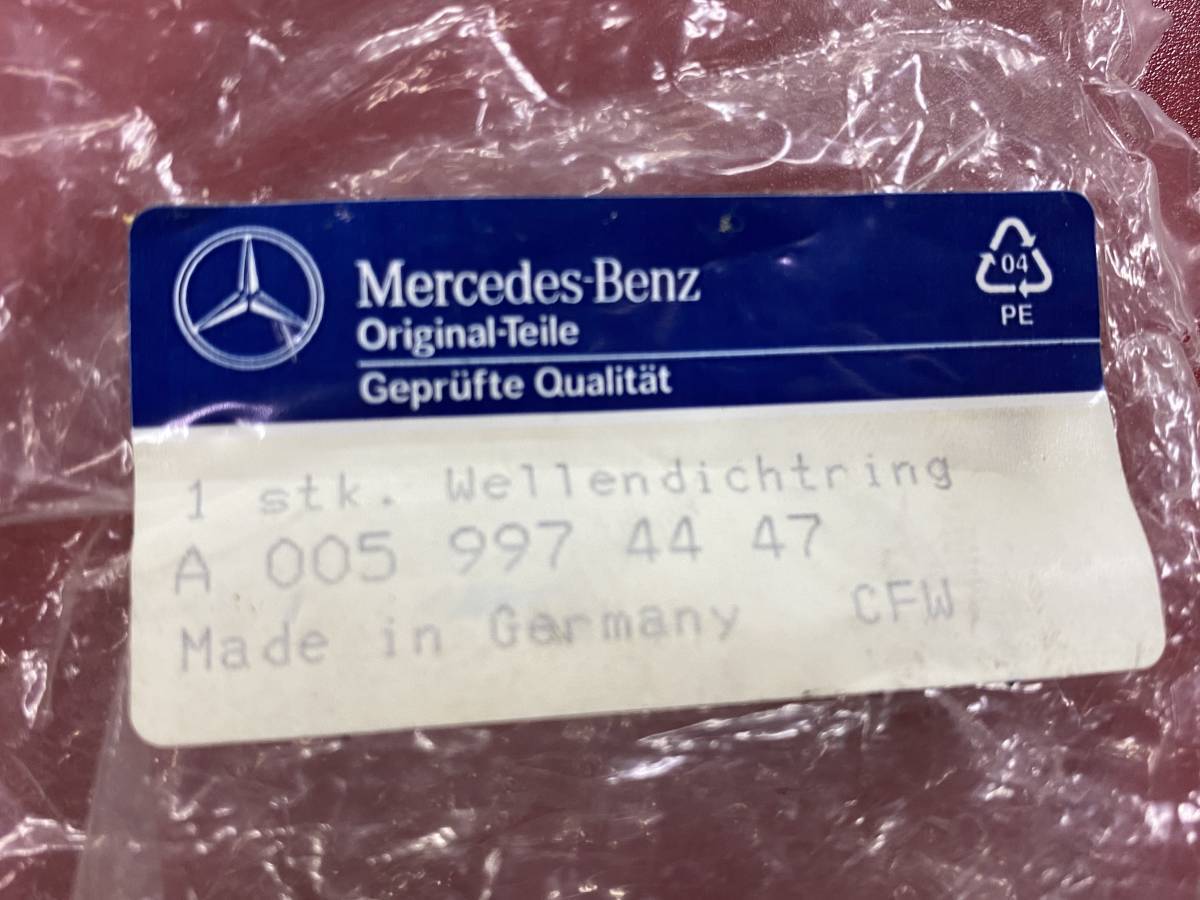 Mercedes-Benz
Original-Teile
Geprüfte Qualität
04
PE
1 stk. Wellendichtring
A 005 997 44 47
Made in Germany CFW